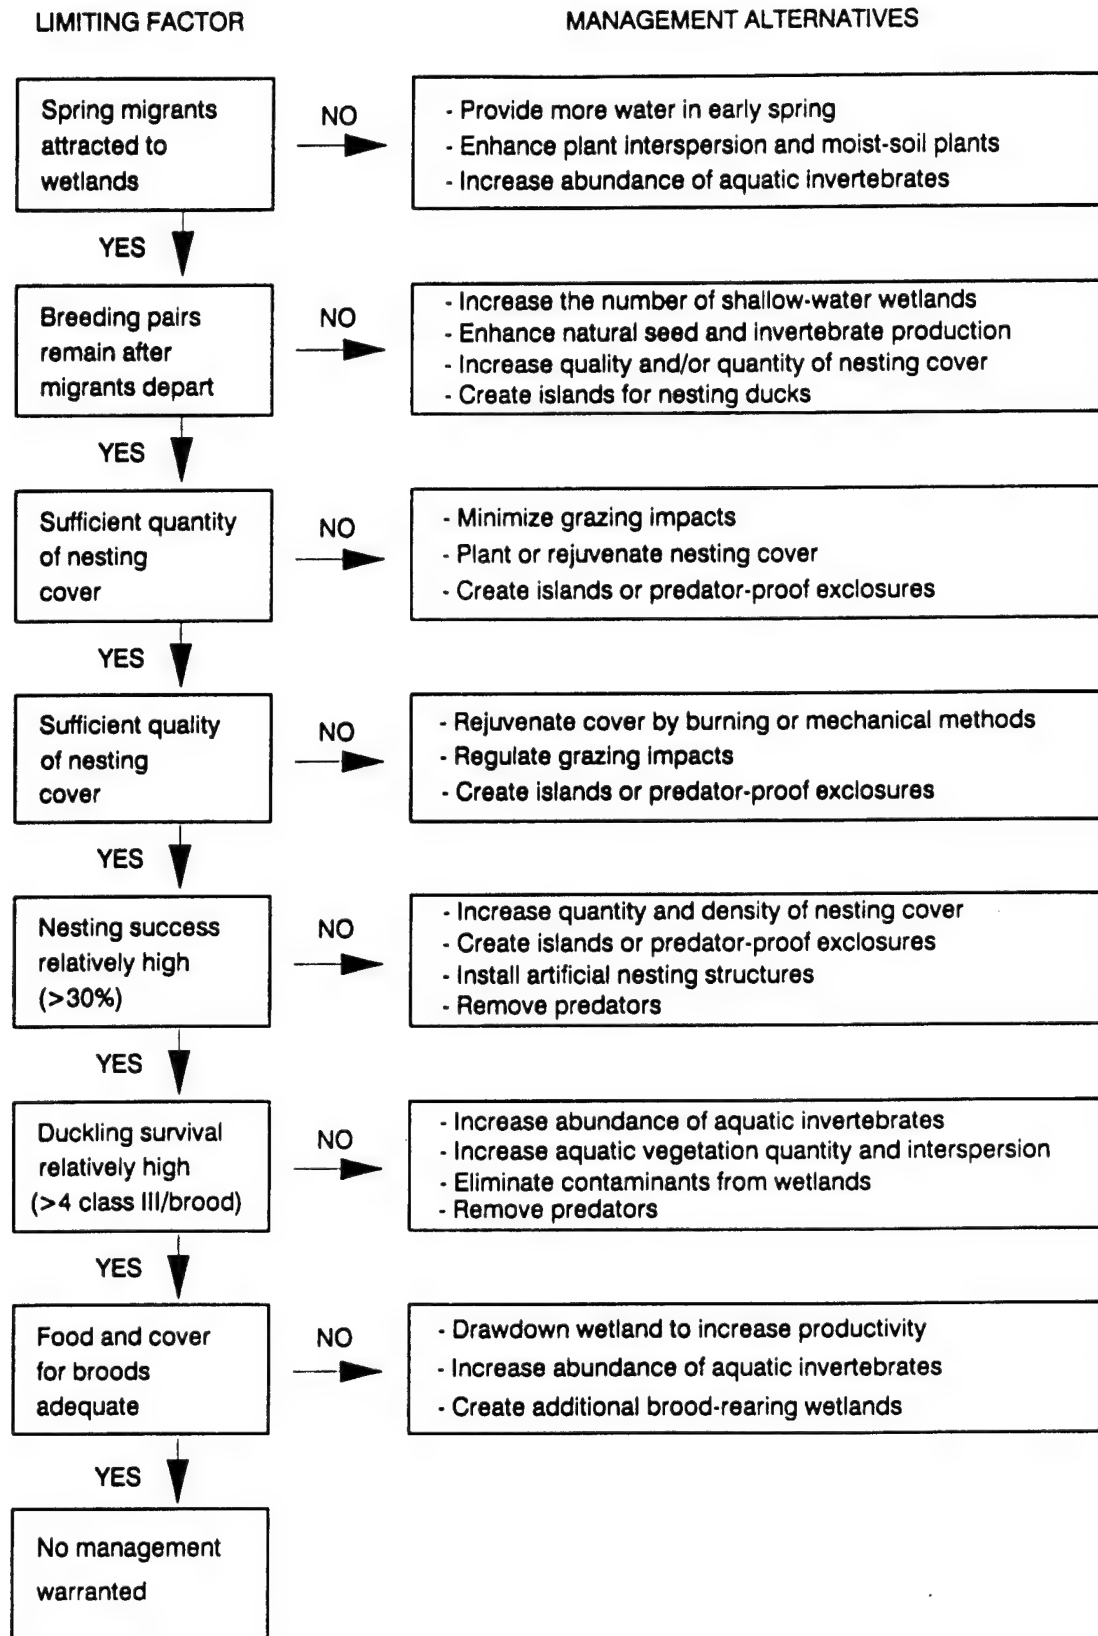 LIMITING FACTOR
MANAGEMENT ALTERNATIVES
Spring migrants
attracted to
wetlands
NO
- Provide more water in early spring
- Enhance plant interspersion and moist-soil plants
- Increase abundance of aquatic invertebrates
YES
Breeding pairs
remain after
migrants depart
NO
- Increase the number of shallow-water wetlands
- Enhance natural seed and invertebrate production
- Increase quality and/or quantity of nesting cover
- Create islands for nesting ducks
YES
Sufficient quantity
of nesting
cover
NO
- Minimize grazing impacts
- Plant or rejuvenate nesting cover
- Create islands or predator-proof exclosures
YES
Sufficient quality
of nesting
cover
NO
- Rejuvenate cover by burning or mechanical methods
- Regulate grazing impacts
- Create islands or predator-proof exclosures
YES
Nesting success
relatively high
(>30%)
NO
- Increase quantity and density of nesting cover
- Create islands or predator-proof exclosures
- Install artificial nesting structures
- Remove predators
YES
Duckling survival
relatively high
(>4 class III/brood)
NO
- Increase abundance of aquatic invertebrates
- Increase aquatic vegetation quantity and interspersion
- Eliminate contaminants from wetlands
- Remove predators
YES
Food and cover
for broods
adequate
NO
- Drawdown wetland to increase productivity
- Increase abundance of aquatic invertebrates
- Create additional brood-rearing wetlands
YES
No management
warranted